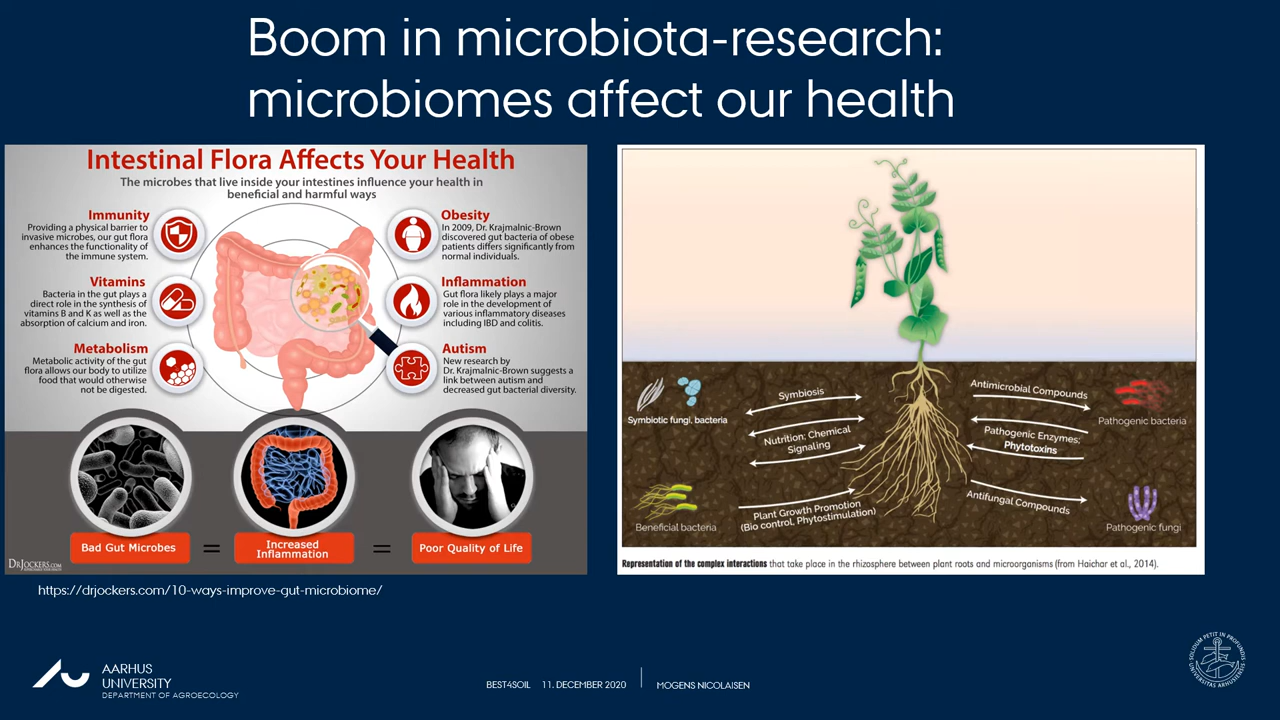 Boom in microbiota-research:
microbiomes affect our health
Intestinal Flora Affects Your Health
The microbes that live inside your intestines influence your health in
beneficial and harmful ways
Immunity
Providing a physical barrier to
invasive microbes, our gut flora
enhances the functionality of
the immune system.
Vitamins
Bacteria in the gut plays a
direct role in the synthesis of
vitamins B and K as well as the
absorption of calcium and iron.
Metabolism
Metabolic activity of the gut
flora allows our body to utilize
food that would otherwise
not be digested.
Obesity
In 2009, Dr. Krajmalnic-Brown
discovered gut bacteria of obese
patients differs significantly from
normal individuals.
Inflammation
Gut flora likely plays a major
role in the development of
various inflammatory diseases
including IBD and colitis.
Autism
New research by
Dr. Krajmalnic-Brown suggests a
link between autism and
decreased gut bacterial diversity.
Bad Gut Microbes
=
Increased
Inflammation
=
Poor Quality of Life
DRJOCKERS.COM
https://drjockers.com/10-ways-improve-gut-microbiome/
Symbiotic fungi, bacteria
Symbiosis
Nutrition: Chemical
Signaling
Beneficial bacteria
Plant Growth Promotion
(Bio control, Phytostimulation)
Antimicrobial Compounds
Pathogenic bacteria
Pathogenic Enzymes;
Phytotoxins
Antifungal Compounds
Pathogenic fungi
Representation of the complex interactions that take place in the rhizosphere between plant roots and microorganisms (from Haichar et al., 2014).
AARHUS
UNIVERSITY
DEPARTMENT OF AGROECOLOGY
BEST4SOIL 11. DECEMBER 2020
MOGENS NICOLAISEN